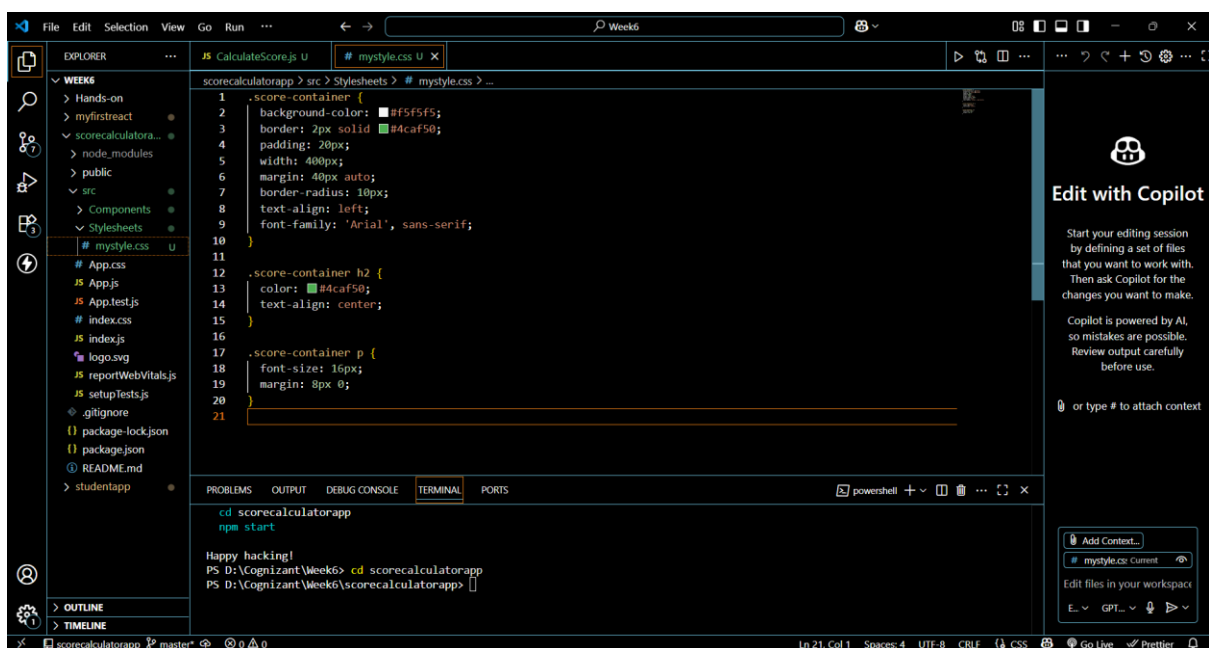 File Edit Selection View Go Run ... Week6
EXPLORER ...
WEEK6
> Hands-on
> myfirstreact
scorecalculatora...
> node_modules
> public
src
> Components
Stylesheets
# mystyle.css U
# App.css
JS App.js
JS App.test.js
# index.css
JS index.js
logo.svg
JS reportWebVitals.js
JS setupTests.js
.gitignore
{} package-lock.json
{} package.json
README.md
> studentapp
> OUTLINE
> TIMELINE
JS CalculateScore.js U # mystyle.css U
scorecalculatorapp > src > Stylesheets > # mystyle.css > ...
1 .score-container {
2 background-color: #f5f5f5;
3 border: 2px solid #4caf50;
4 padding: 20px;
5 width: 400px;
6 margin: 40px auto;
7 border-radius: 10px;
8 text-align: left;
9 font-family: 'Arial', sans-serif;
10 }
11
12 .score-container h2 {
13 color: #4caf50;
14 text-align: center;
15 }
16
17 .score-container p {
18 font-size: 16px;
19 margin: 8px 0;
20 }
21
PROBLEMS OUTPUT DEBUG CONSOLE TERMINAL PORTS powershell
cd scorecalculatorapp
npm start
Happy hacking!
PS D:\Cognizant\Week6> cd scorecalculatorapp
PS D:\Cognizant\Week6\scorecalculatorapp>
Edit with Copilot
Start your editing session
by defining a set of files
that you want to work with.
Then ask Copilot for the
changes you want to make.
Copilot is powered by AI,
so mistakes are possible.
Review output carefully
before use.
or type # to attach context
Add Context...
# mystyle.cs Current
Edit files in your workspace
E... GPT...
7
3
1
scorecalculatorapp master* 0 0 Ln 21, Col 1 Spaces: 4 UTF-8 CRLF {} CSS Go Live Prettier